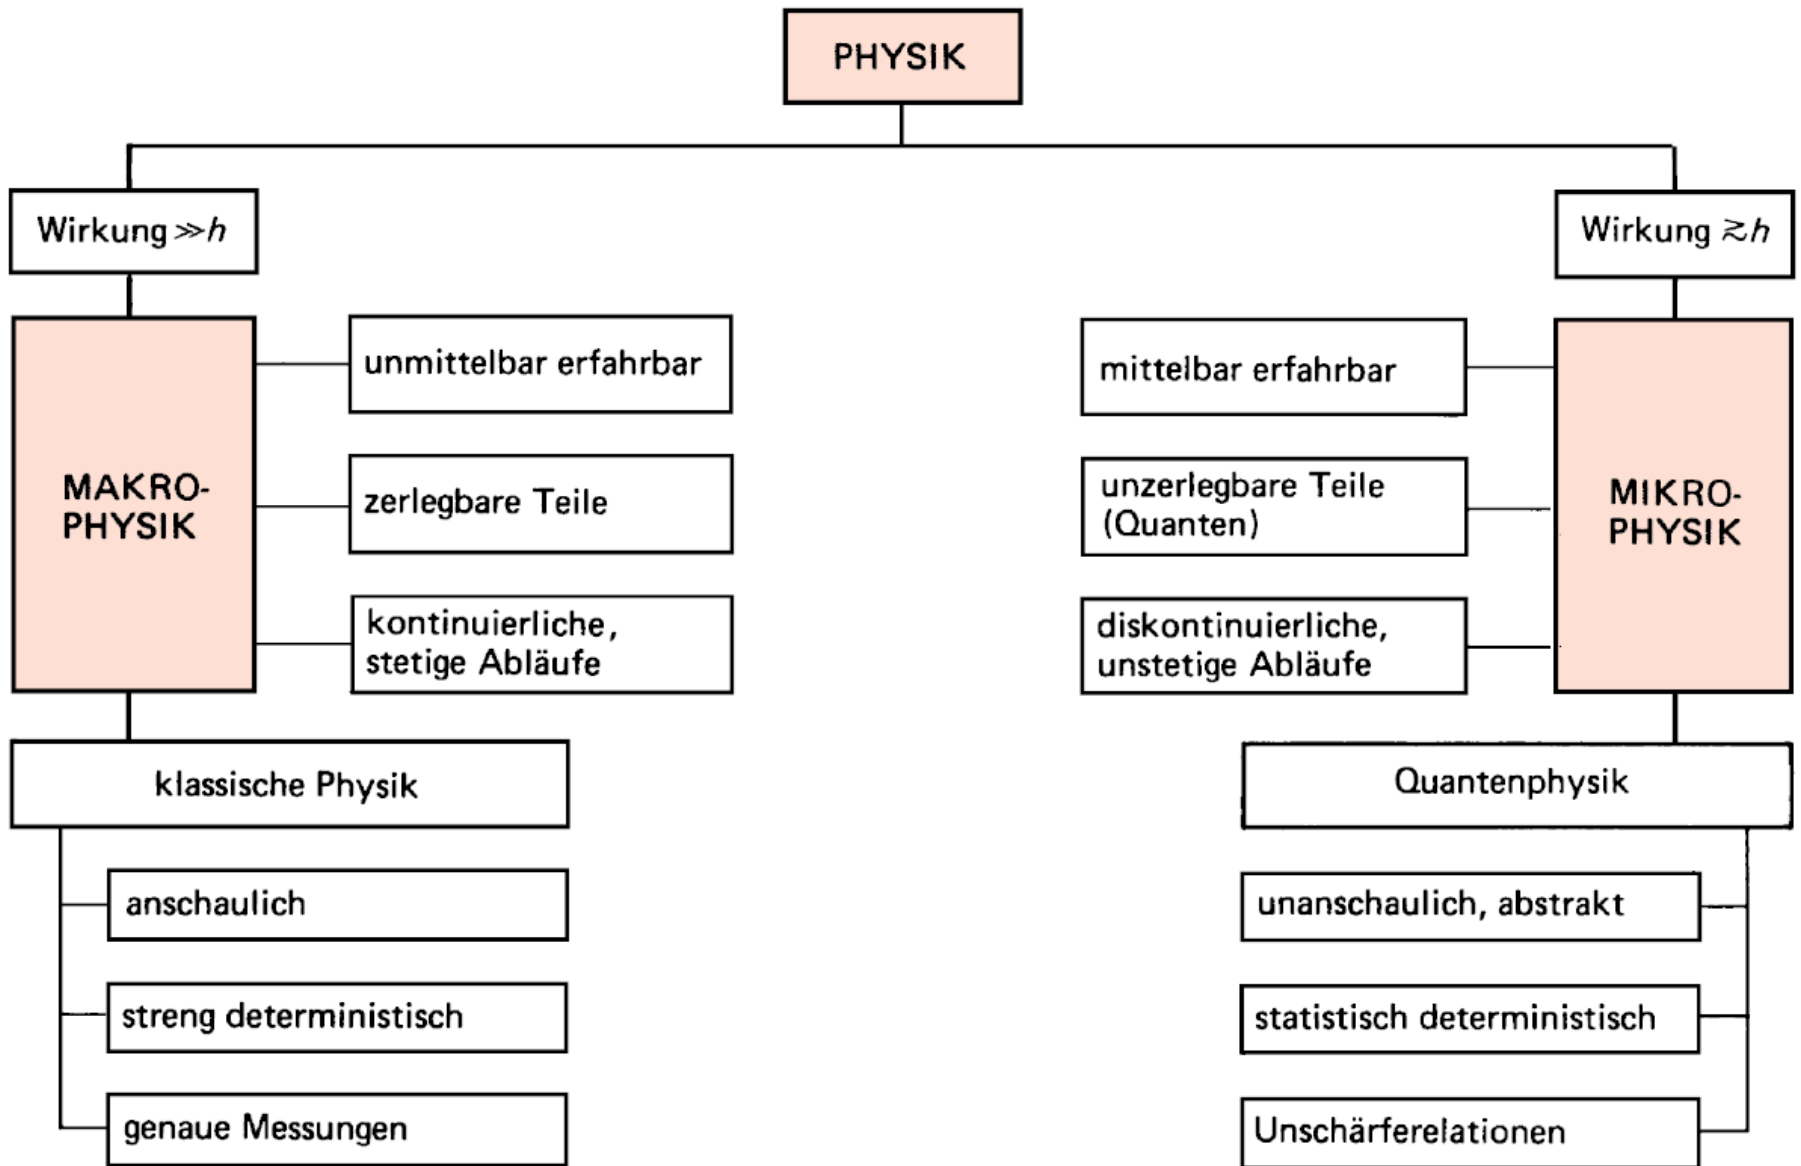 PHYSIK
Wirkung ≫h
Wirkung ≳h
MAKRO-
PHYSIK
unmittelbar erfahrbar
zerlegbare Teile
kontinuierliche,
stetige Abläufe
mittelbar erfahrbar
unzerlegbare Teile
(Quanten)
diskontinuierliche,
unstetige Abläufe
MIKRO-
PHYSIK
klassische Physik
anschaulich
streng deterministisch
genaue Messungen
Quantenphysik
unanschaulich, abstrakt
statistisch deterministisch
Unschärferelationen